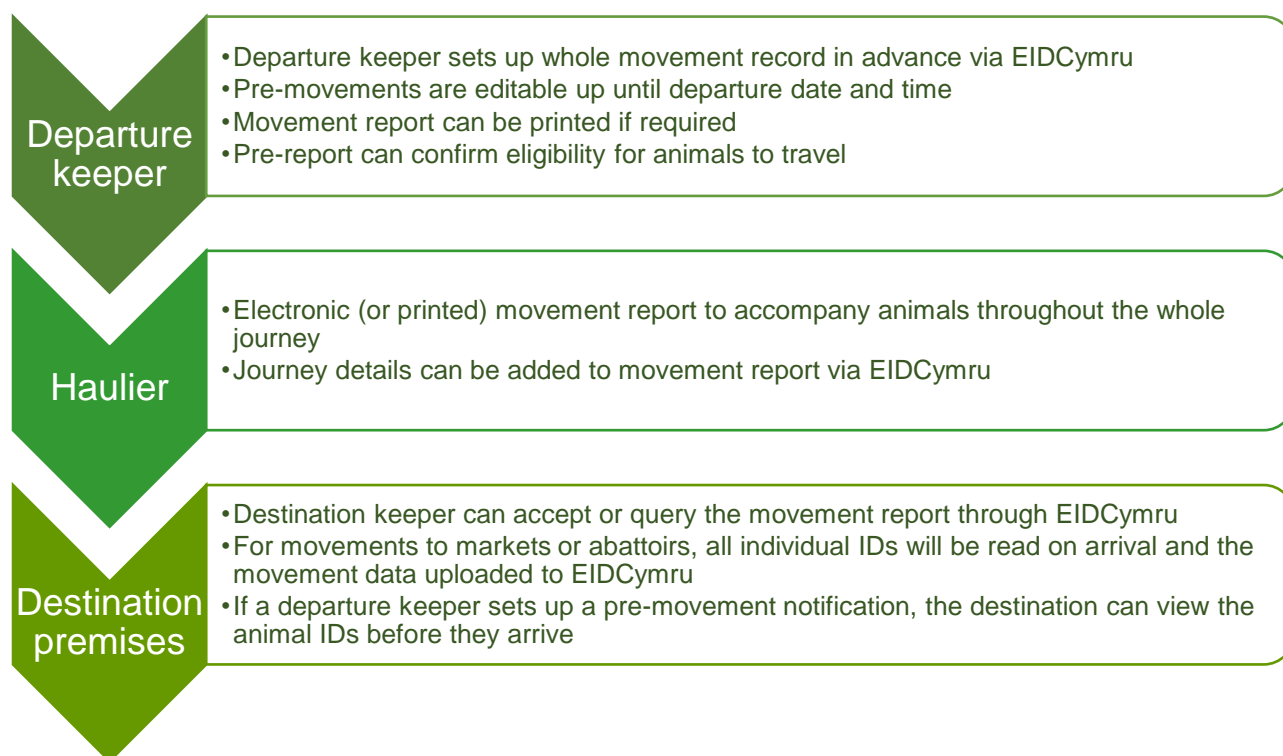 Departure
keeper
•Departure keeper sets up whole movement record in advance via EIDCymru
•Pre-movements are editable up until departure date and time
•Movement report can be printed if required
•Pre-report can confirm eligibility for animals to travel
Haulier
•Electronic (or printed) movement report to accompany animals throughout the whole
journey
•Journey details can be added to movement report via EIDCymru
Destination
premises
•Destination keeper can accept or query the movement report through EIDCymru
•For movements to markets or abattoirs, all individual IDs will be read on arrival and the
movement data uploaded to EIDCymru
•If a departure keeper sets up a pre-movement notification, the destination can view the
animal IDs before they arrive